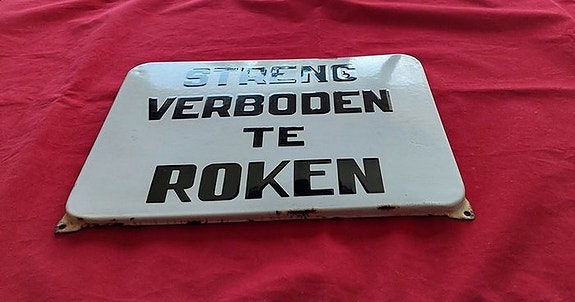 STRENG
VERBODEN
TE
ROKEN